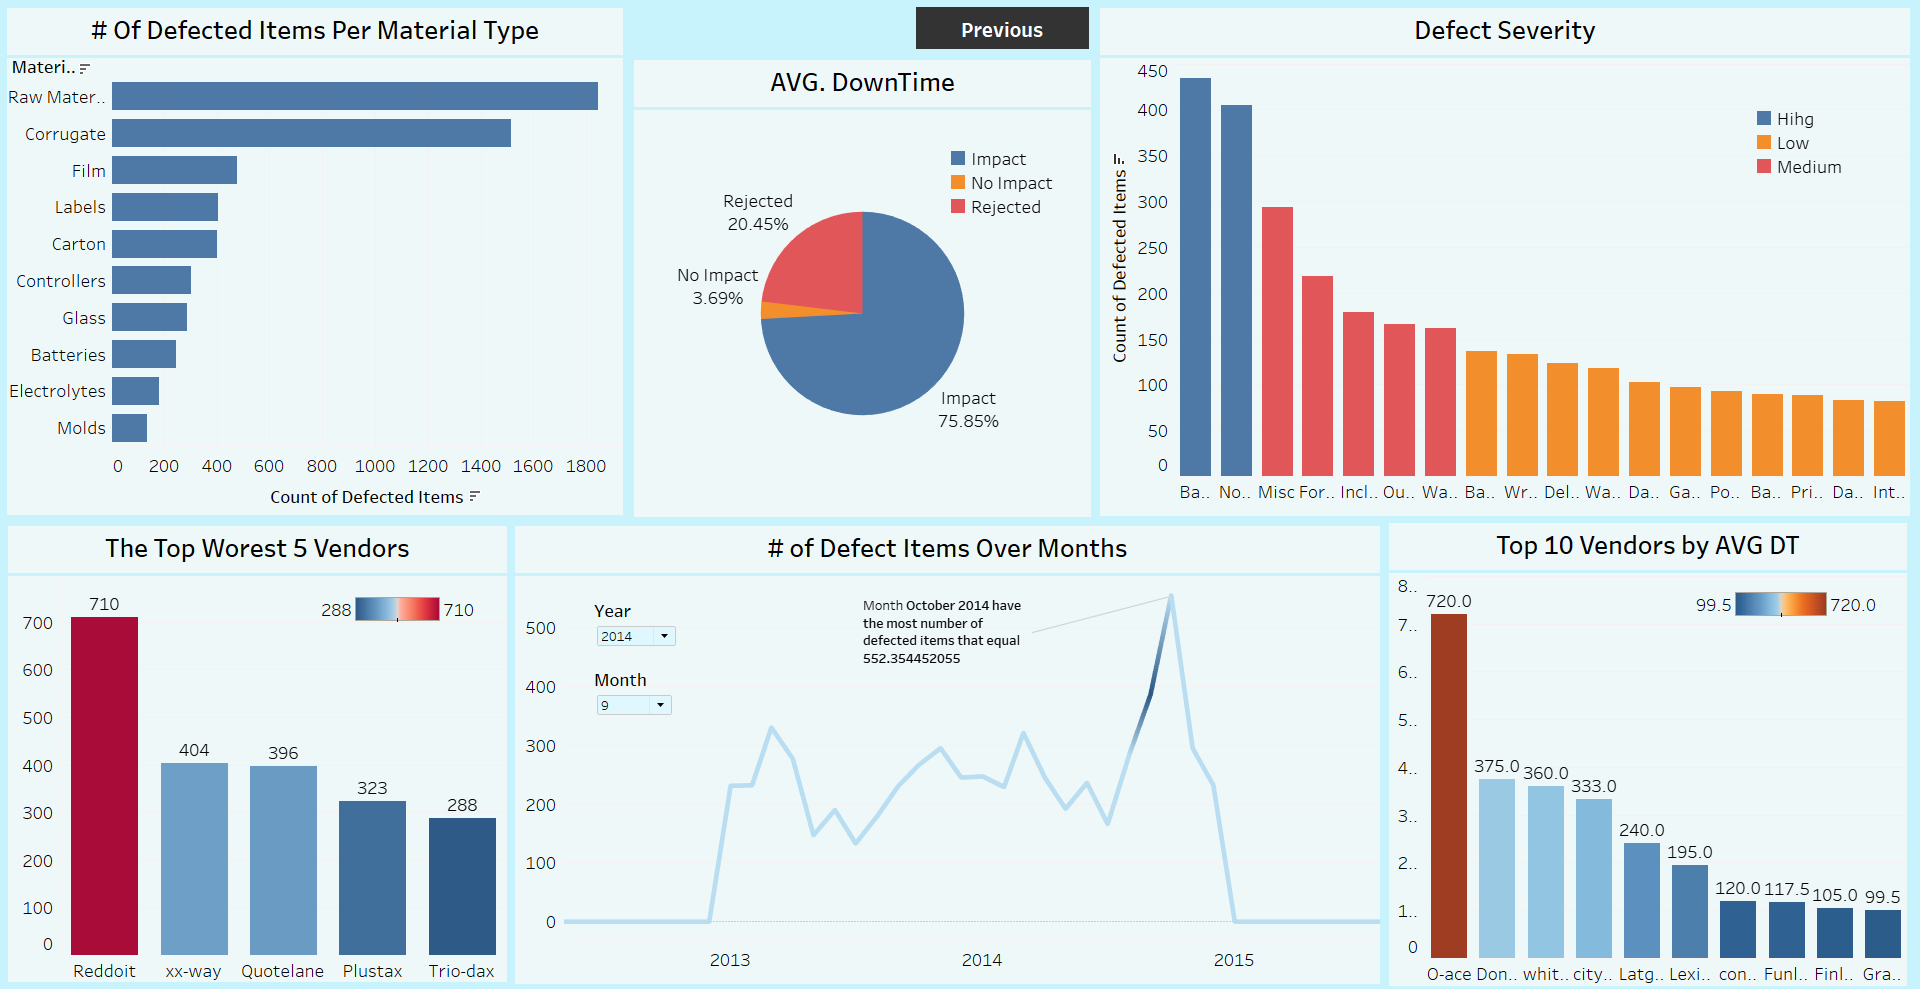 # Of Defected Items Per Material Type
Materi..
Raw Mater..
Corrugate
Film
Labels
Carton
Controllers
Glass
Batteries
Electrolytes
Molds
0 200 400 600 800 1000 1200 1400 1600 1800
Count of Defected Items
Previous
AVG. DownTime
Impact
No Impact
Rejected
Rejected
20.45%
No Impact
3.69%
Impact
75.85%
Defect Severity
Hihg
Low
Medium
Count of Defected Items
450
400
350
300
250
200
150
100
50
0
Ba.. No.. Misc For.. Incl.. Ou.. Wa.. Ba.. Wr.. Del.. Wa.. Da.. Ga.. Po.. Ba.. Pri.. Da.. Int..
The Top Worest 5 Vendors
288 710
710
404
396
323
288
700
600
500
400
300
200
100
0
Reddoit xx-way Quotelane Plustax Trio-dax
# of Defect Items Over Months
Year
2014
Month
9
Month October 2014 have
the most number of
defected items that equal
552.354452055
500
400
300
200
100
0
2013 2014 2015
Top 10 Vendors by AVG DT
99.5 720.0
8..
7..
6..
5..
4..
3..
2..
1..
0
720.0
375.0
360.0
333.0
240.0
195.0
120.0
117.5
105.0
99.5
O-ace Don.. whit.. city.. Latg.. Lexi.. con.. Funl.. Finl.. Gra..